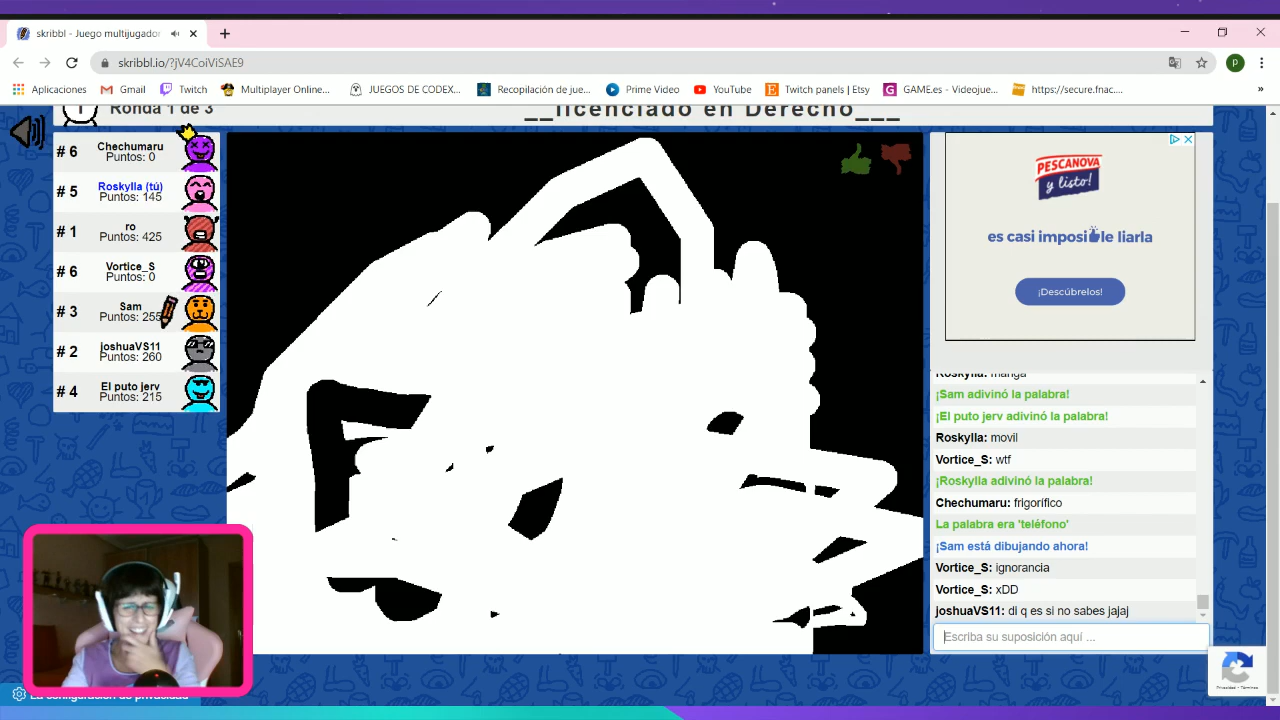 skribbl - Juego multijugador
skribbl.io/?jV4CoiViSAE9
p
Aplicaciones
Gmail
Twitch
Multiplayer Online...
JUEGOS DE CODEX...
Recopilación de jue...
Prime Video
YouTube
Twitch panels | Etsy
GAME.es - Videojue...
https://secure.fnac....
»
Ronda 1 de 3
__licenciado en Derecho___
# 6
Chechumaru
Puntos: 0
# 5
Roskylla (tú)
Puntos: 145
# 1
ro
Puntos: 425
# 6
Vortice_S
Puntos: 0
# 3
Sam
Puntos: 255
# 2
joshuaVS11
Puntos: 260
# 4
El puto jerv
Puntos: 215
PESCANOVA
y listo!
es casi imposible liarla
¡Descúbrelos!
Roskylla: manga
¡Sam adivinó la palabra!
¡El puto jerv adivinó la palabra!
Roskylla: movil
Vortice_S: wtf
¡Roskylla adivinó la palabra!
Chechumaru: frigorífico
La palabra era 'teléfono'
¡Sam está dibujando ahora!
Vortice_S: ignorancia
Vortice_S: xDD
joshuaVS11: di q es si no sabes jajaj
Escriba su suposición aquí ...
Privacidad - Términos
La configuración de privacidad